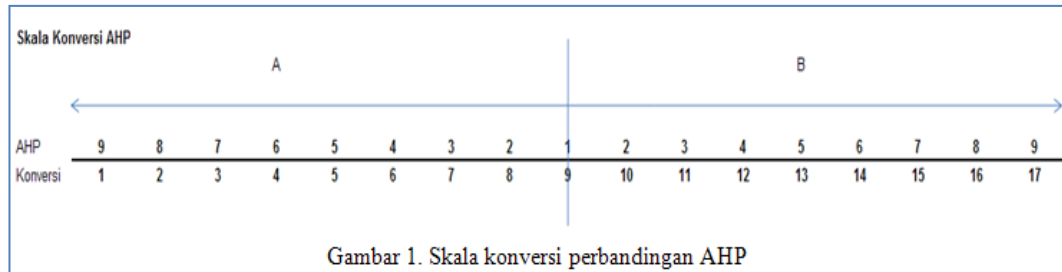 Skala Konversi AHP
A B
AHP 9 8 7 6 5 4 3 2 1 2 3 4 5 6 7 8 9
Konversi 1 2 3 4 5 6 7 8 9 10 11 12 13 14 15 16 17
Gambar 1. Skala konversi perbandingan AHP